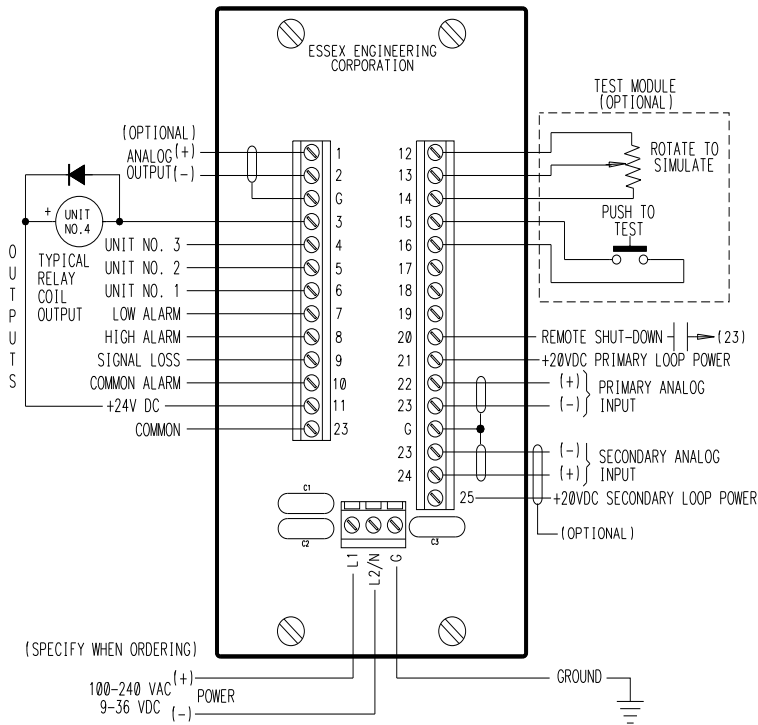 ESSEX ENGINEERING
CORPORATION
TEST MODULE
(OPTIONAL)
ROTATE TO
SIMULATE
PUSH TO
TEST
(OPTIONAL)
ANALOG (+)
OUTPUT (-)
1
2
G
3
4
5
6
7
8
9
10
11
23
+ UNIT
NO.4
TYPICAL
RELAY
COIL
OUTPUT
OUTPUTS
UNIT NO. 3
UNIT NO. 2
UNIT NO. 1
LOW ALARM
HIGH ALARM
SIGNAL LOSS
COMMON ALARM
+24V DC
COMMON
12
13
14
15
16
17
18
19
20
21
22
23
G
23
24
25
REMOTE SHUT-DOWN (23)
+20VDC PRIMARY LOOP POWER
(+) PRIMARY ANALOG
(-) INPUT
(-) SECONDARY ANALOG
(+) INPUT
+20VDC SECONDARY LOOP POWER
(OPTIONAL)
C1
C2
C3
L1
L2/N
G
(SPECIFY WHEN ORDERING)
100-240 VAC (+) POWER
9-36 VDC (-)
GROUND